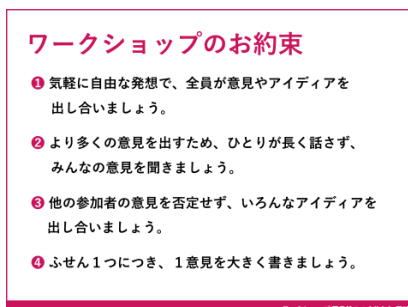 ワークショップのお約束
❶ 気軽に自由な発想で、全員が意見やアイディアを
出し合いましょう。
❷ より多くの意見を出すため、ひとりが長く話さず、
みんなの意見を聞きましょう。
❸ 他の参加者の意見を否定せず、いろんなアイディアを
出し合いましょう。
❹ ふせん１つにつき、１意見を大きく書きましょう。